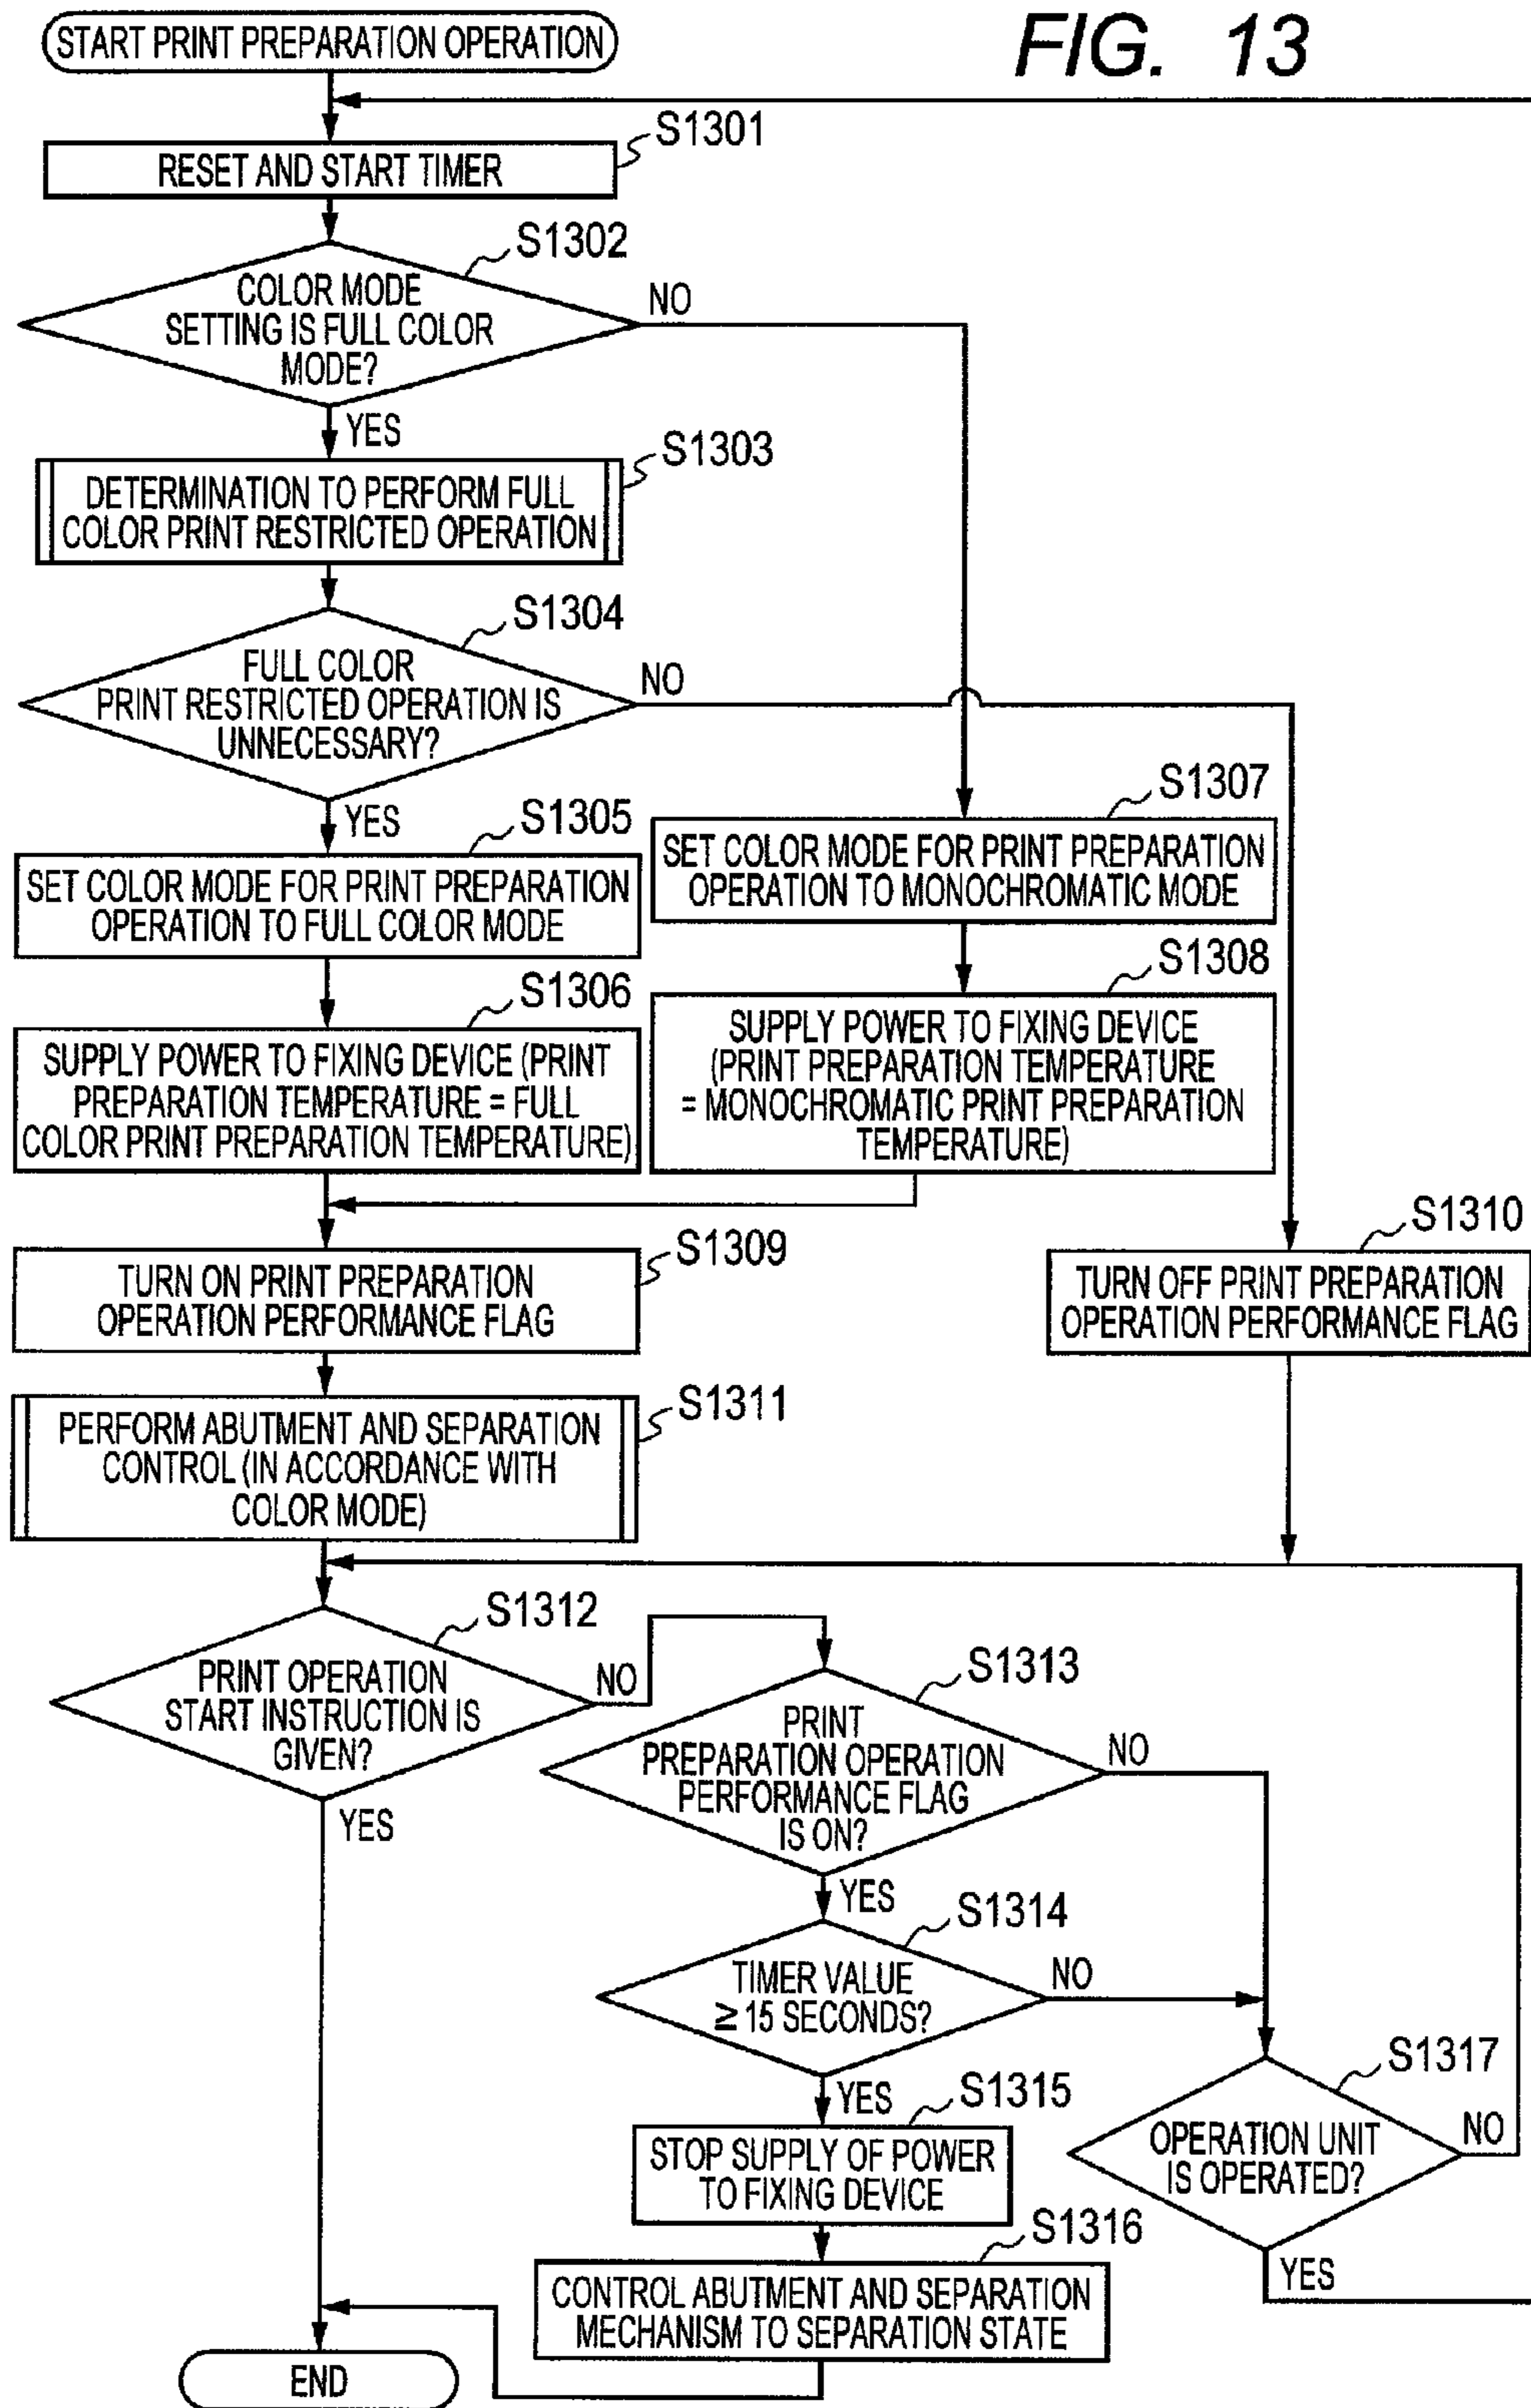 FIG. 13
START PRINT PREPARATION OPERATION
S1301
RESET AND START TIMER
S1302
COLOR MODE
SETTING IS FULL COLOR
MODE?
NO
YES
S1303
DETERMINATION TO PERFORM FULL
COLOR PRINT RESTRICTED OPERATION
S1304
FULL COLOR
PRINT RESTRICTED OPERATION IS
UNNECESSARY?
NO
YES
S1305
SET COLOR MODE FOR PRINT PREPARATION
OPERATION TO FULL COLOR MODE
S1307
SET COLOR MODE FOR PRINT PREPARATION
OPERATION TO MONOCHROMATIC MODE
S1306
SUPPLY POWER TO FIXING DEVICE (PRINT
PREPARATION TEMPERATURE = FULL
COLOR PRINT PREPARATION TEMPERATURE)
S1308
SUPPLY POWER TO FIXING DEVICE
(PRINT PREPARATION TEMPERATURE
= MONOCHROMATIC PRINT PREPARATION
TEMPERATURE)
S1309
TURN ON PRINT PREPARATION
OPERATION PERFORMANCE FLAG
S1310
TURN OFF PRINT PREPARATION
OPERATION PERFORMANCE FLAG
S1311
PERFORM ABUTMENT AND SEPARATION
CONTROL (IN ACCORDANCE WITH
COLOR MODE)
S1312
PRINT OPERATION
START INSTRUCTION IS
GIVEN?
NO
YES
S1313
PRINT
PREPARATION OPERATION
PERFORMANCE FLAG
IS ON?
NO
YES
S1314
TIMER VALUE
≥ 15 SECONDS?
NO
YES
S1315
STOP SUPPLY OF POWER
TO FIXING DEVICE
S1317
OPERATION UNIT
IS OPERATED?
NO
YES
S1316
CONTROL ABUTMENT AND SEPARATION
MECHANISM TO SEPARATION STATE
END